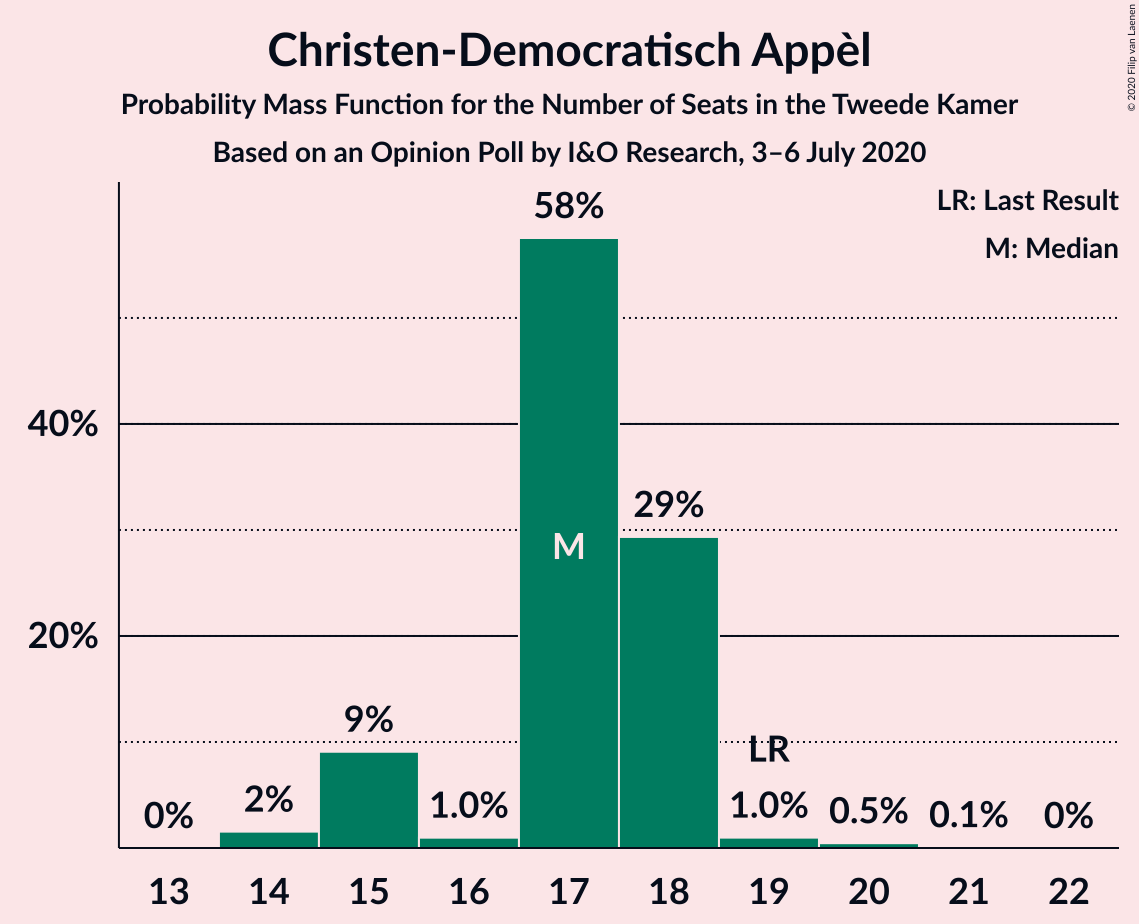 Christen-Democratisch Appèl
Probability Mass Function for the Number of Seats in the Tweede Kamer
Based on an Opinion Poll by I&O Research, 3–6 July 2020
© 2020 Filip van Laenen
LR: Last Result
M: Median
58%
40%
29%
M
20%
9%
LR
0%
2%
1.0%
1.0%
0.5%
0.1%
0%
13 14 15 16 17 18 19 20 21 22